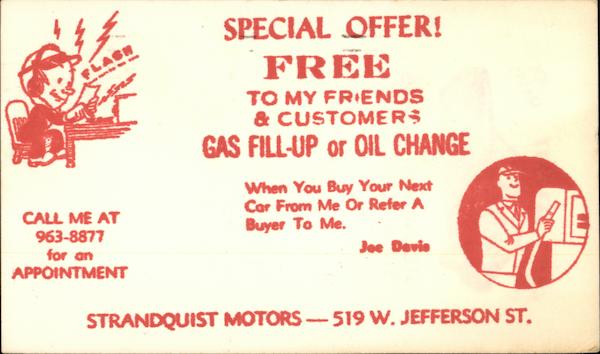 SPECIAL OFFER!
FREE
TO MY FRIENDS
& CUSTOMERS
GAS FILL-UP or OIL CHANGE
FLASH
When You Buy Your Next
Car From Me Or Refer A
Buyer To Me.
Joe Davis
CALL ME AT
963-8877
for an
APPOINTMENT
STRANDQUIST MOTORS — 519 W. JEFFERSON ST.